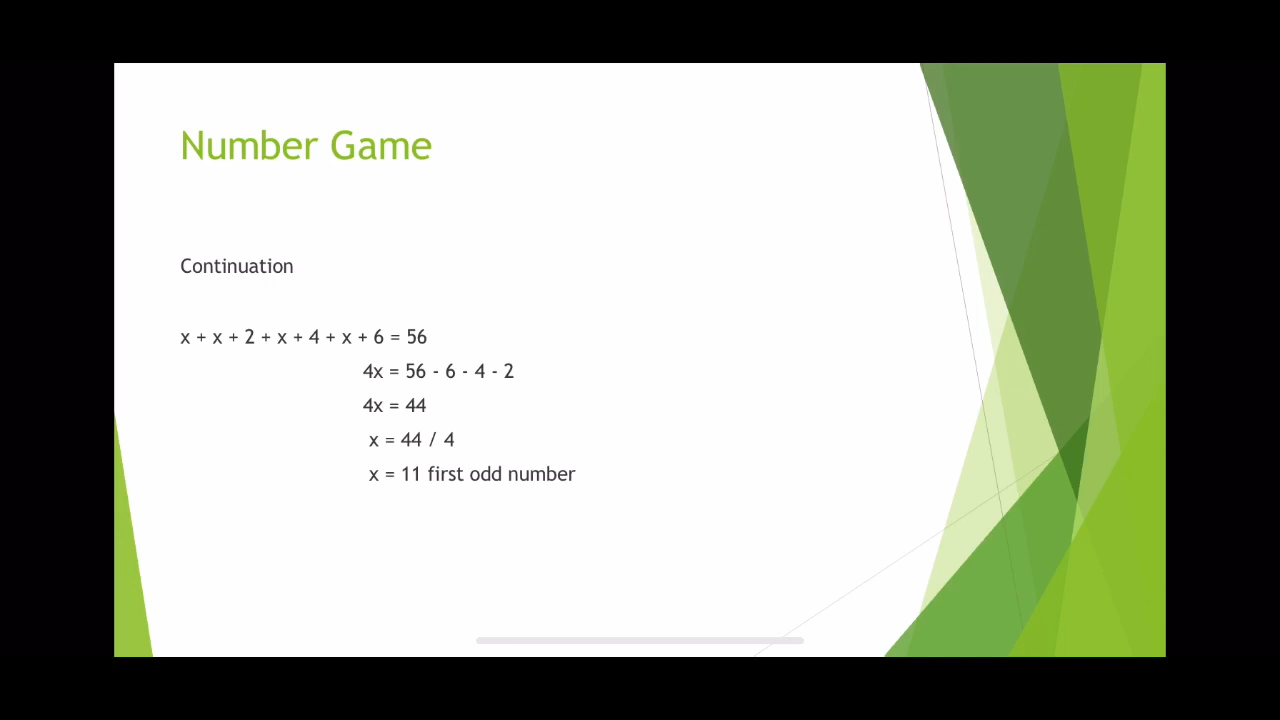 Number Game
Continuation
x + x + 2 + x + 4 + x + 6 = 56
4x = 56 - 6 - 4 - 2
4x = 44
x = 44 / 4
x = 11 first odd number